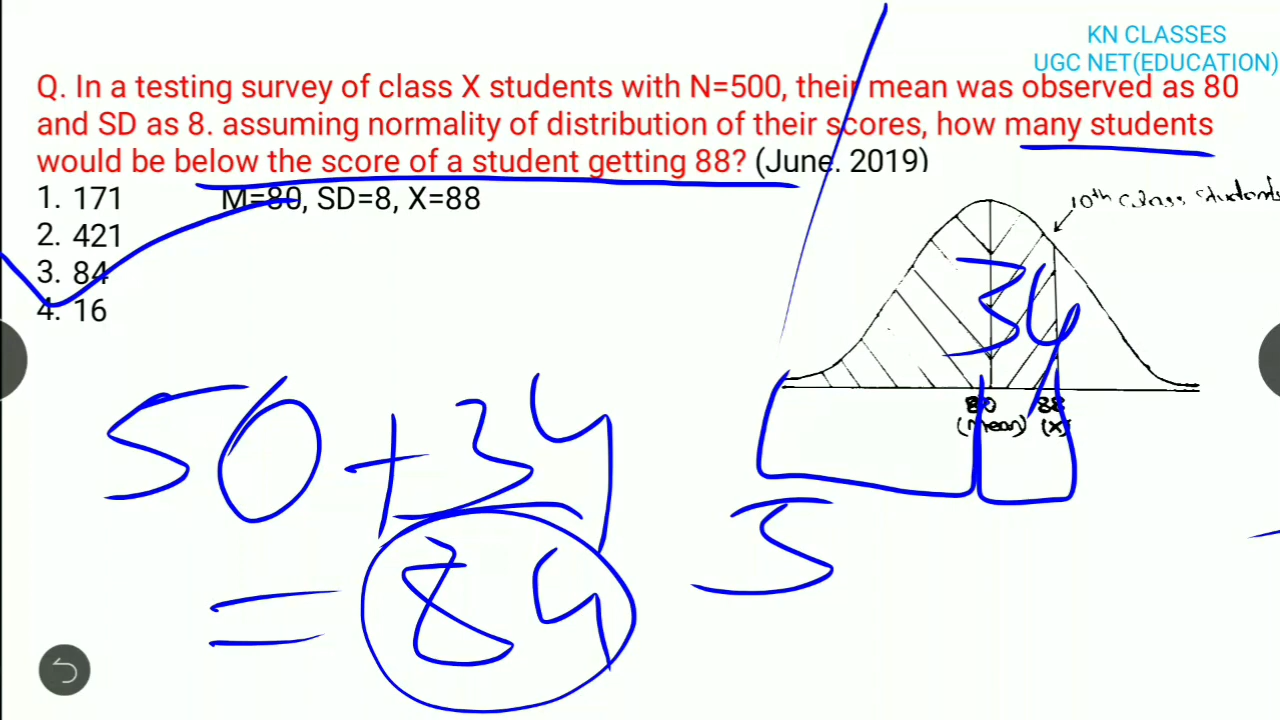 KN CLASSES
UGC NET(EDUCATION)
Q. In a testing survey of class X students with N=500, their mean was observed as 80
and SD as 8. assuming normality of distribution of their scores, how many students
would be below the score of a student getting 88? (June. 2019)
1. 171 M=80, SD=8, X=88
2. 421
3. 84
4. 16
10th class students
34
80 88
(Mean) (X)
50+34
= 84
5